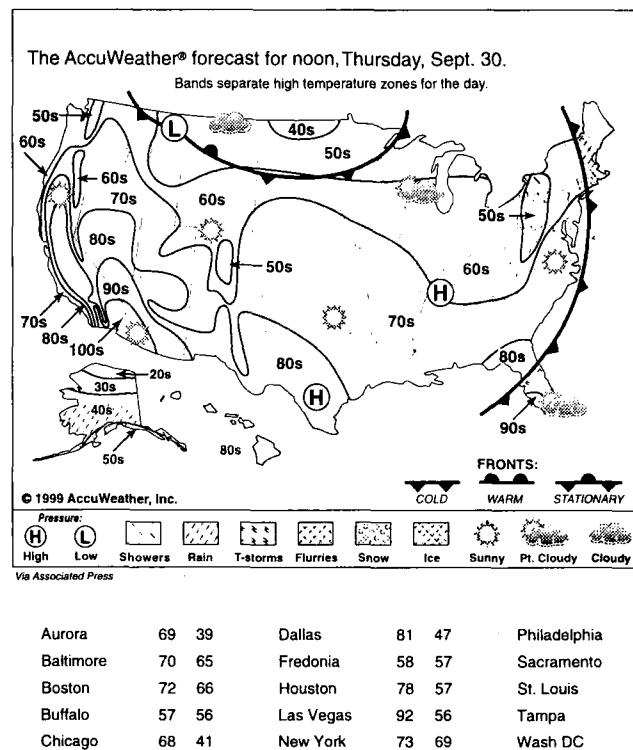 The AccuWeather® forecast for noon, Thursday, Sept. 30.
Bands separate high temperature zones for the day.
50s
60s
L
40s
50s
60s
70s
60s
50s
80s
50s
60s
90s
H
70s
80s
100s
70s
80s
80s
H
90s
20s
30s
40s
50s
80s
FRONTS:
COLD WARM STATIONARY
© 1999 AccuWeather, Inc.
Pressure:
H L
High Low Showers Rain T-storms Flurries Snow Ice Sunny Pt. Cloudy Cloudy
Via Associated Press
Aurora 69 39 Dallas 81 47 Philadelphia
Baltimore 70 65 Fredonia 58 57 Sacramento
Boston 72 66 Houston 78 57 St. Louis
Buffalo 57 56 Las Vegas 92 56 Tampa
Chicago 68 41 New York 73 69 Wash DC